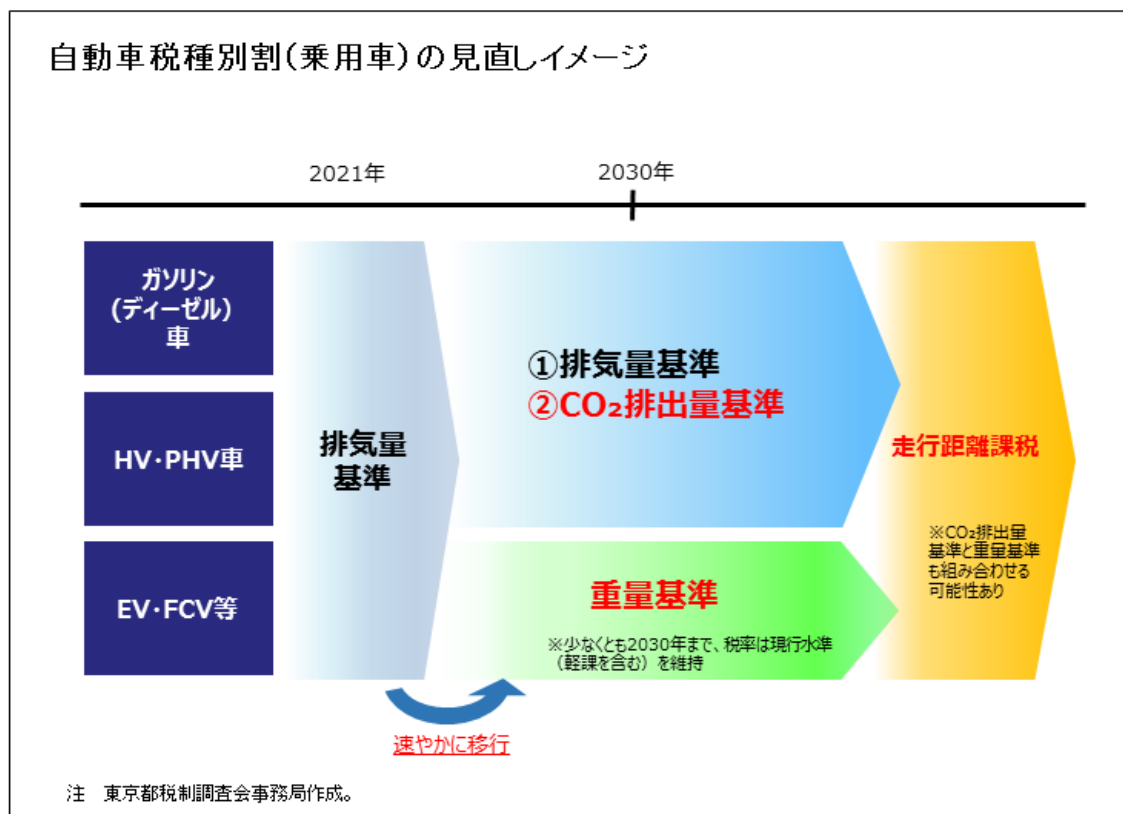 自動車税種別割(乗用車)の見直しイメージ
2021年
2030年
ガソリン
(ディーゼル)
車
HV・PHV車
EV・FCV等
排気量
基準
①排気量基準
②CO₂排出量基準
重量基準
※少なくとも2030年まで、税率は現行水準
（軽課を含む）を維持
走行距離課税
※CO₂排出量
基準と重量基準
も組み合わせる
可能性あり
速やかに移行
注　東京都税制調査会事務局作成。